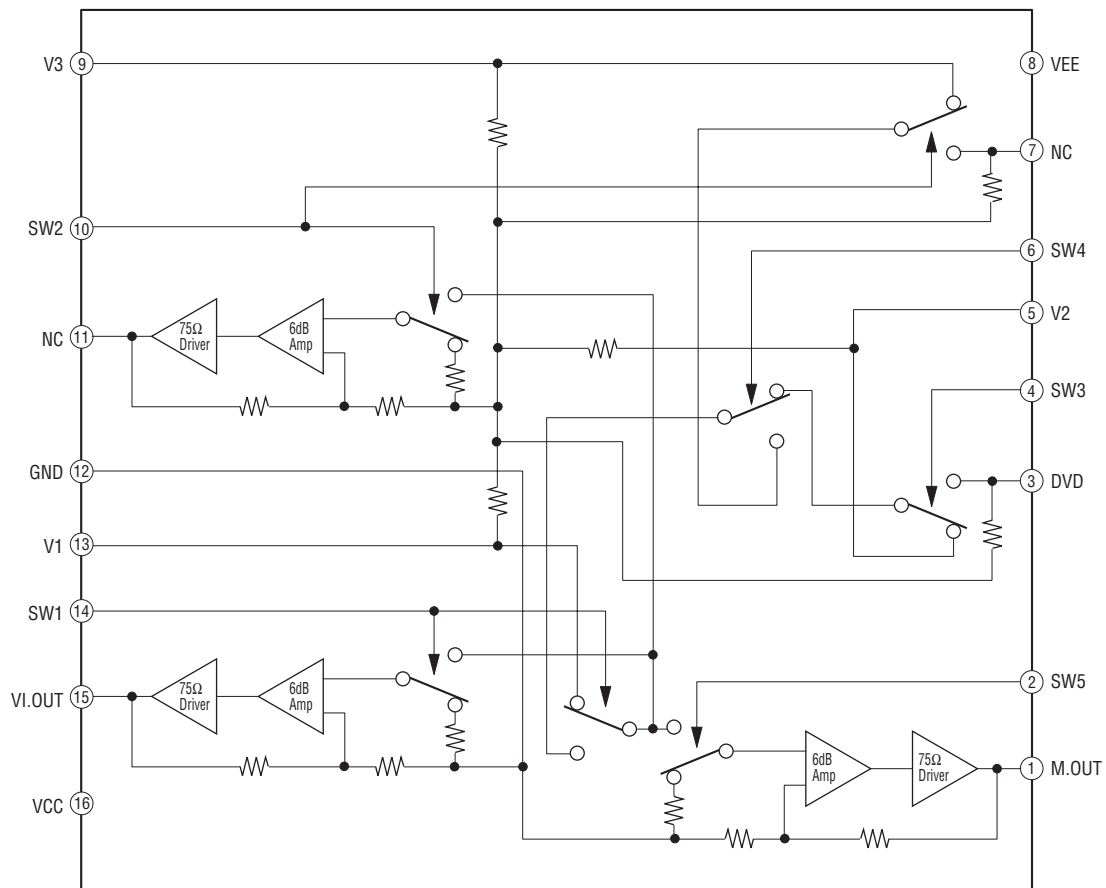 V3 9
8 VEE
7 NC
SW2 10
6 SW4
5 V2
NC 11
75Ω
Driver
6dB
Amp
4 SW3
GND 12
3 DVD
V1 13
SW1 14
2 SW5
VI.OUT 15
75Ω
Driver
6dB
Amp
6dB
Amp
75Ω
Driver
1 M.OUT
VCC 16